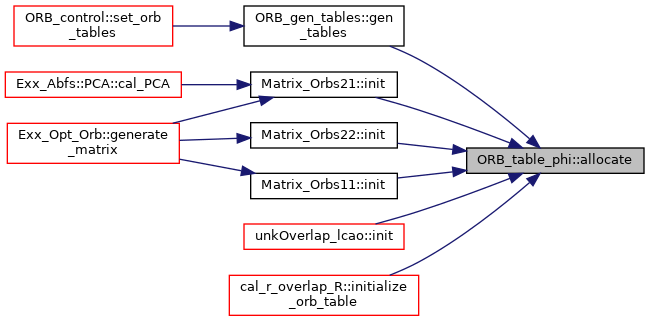 ORB_control::set_orb
_tables
ORB_gen_tables::gen
_tables
Exx_Abfs::PCA::cal_PCA
Matrix_Orbs21::init
Exx_Opt_Orb::generate
_matrix
Matrix_Orbs22::init
ORB_table_phi::allocate
Matrix_Orbs11::init
unkOverlap_lcao::init
cal_r_overlap_R::initialize
_orb_table